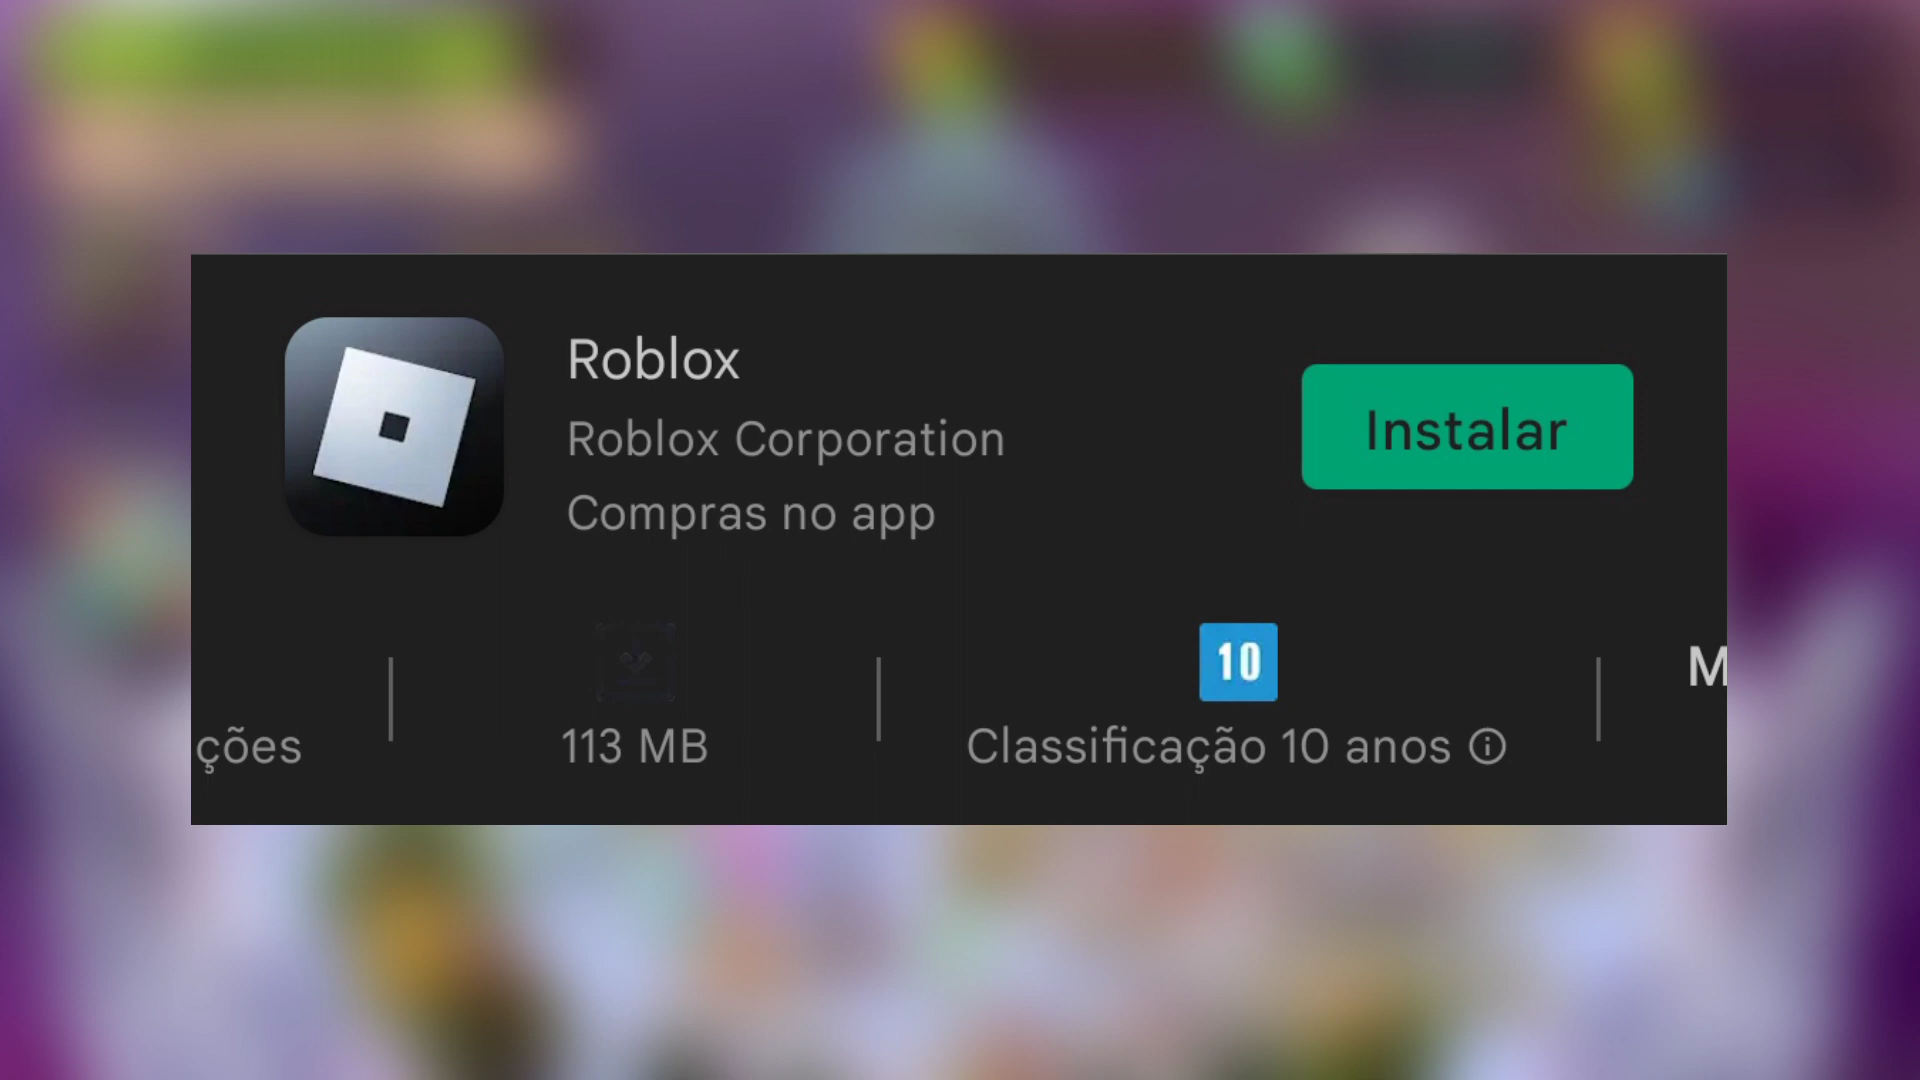 Roblox
Roblox Corporation
Compras no app
Instalar
10
M
ções
113 MB
Classificação 10 anos